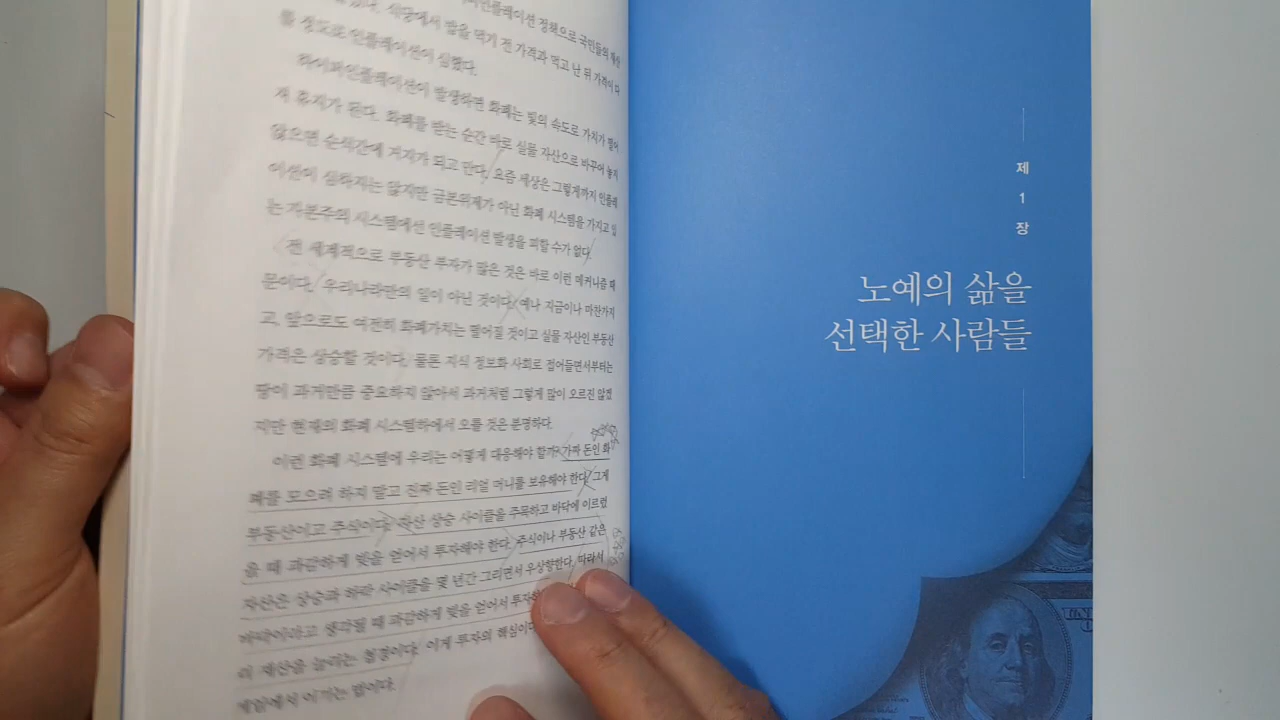 인플레이션 정책으로 국민들의 재산
식당에서 밥을 먹기 전 가격과 먹고 난 뒤 가격이 다
를 정도로 인플레이션이 심했다.
하이퍼인플레이션이 발생하면 화폐는 빛의 속도로 가치가 떨어
져 휴지가 된다. 화폐를 받는 순간 바로 실물 자산으로 바꾸어 놓지
않으면 순식간에 거지가 되고 만다. 요즘 세상은 그렇게까지 인플레
이션이 심하지는 않지만 금본위제가 아닌 화폐 시스템을 가지고 있
는 자본주의 시스템에선 인플레이션 발생을 피할 수가 없다.
전 세계적으로 부동산 부자가 많은 것은 바로 이런 메커니즘 때
문이다. 우리나라만의 일이 아닌 것이다. 예나 지금이나 마찬가지
고, 앞으로도 여전히 화폐가치는 떨어질 것이고 실물 자산인 부동산
가격은 상승할 것이다. 물론 지식 정보화 사회로 접어들면서부터는
땅이 과거만큼 중요하지 않아서 과거처럼 그렇게 많이 오르진 않겠
지만 현재의 화폐 시스템하에서 오를 것은 분명하다.
이런 화폐 시스템에 우리는 어떻게 대응해야 할까? 가짜 돈인 화
폐를 모으려 하지 말고 진짜 돈인 리얼 머니를 보유해야 한다. 그게
부동산이고 주식이다. 자산 상승 사이클을 주목하고 바닥에 이르렀
을 때 과감하게 빚을 얻어서 투자해야 한다. 주식이나 부동산 같은
자산은 상승과 하락 사이클을 몇 년간 그리면서 우상향한다. 따라서
바닥이라고 생각될 때 과감하게 빚을 얻어서 투자
이 재산을 늘리는 첩경이다. 이게 투자의 핵심이
게임에서 이기는 법이다.
제
1
장
노예의 삶을
선택한 사람들